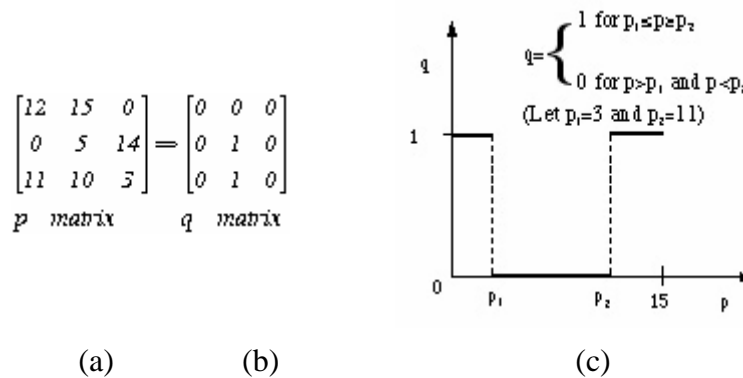 [12 15 0] = [0 0 0]
[0 5 14] [0 1 0]
[11 10 3] [0 1 0]
p matrix q matrix
q
q= { 1 for p₁≤p≥p₂
0 for p>p₁ and p<p₂
(Let p₁=3 and p₂=11)
1
0 p₁ p₂ 15 p
(a) (b) (c)